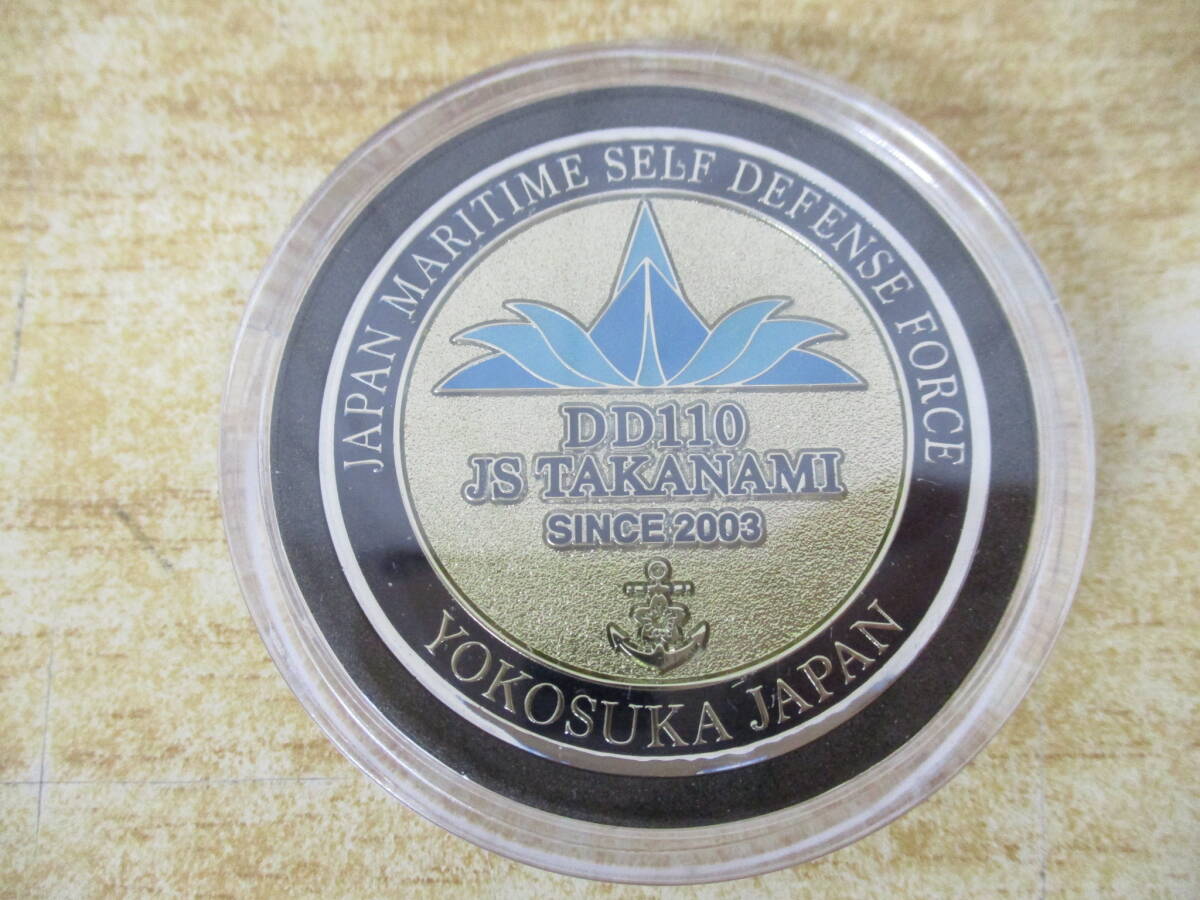 JAPAN MARITIME SELF DEFENSE FORCE
DD110
JS TAKANAMI
SINCE 2003
YOKOSUKA JAPAN